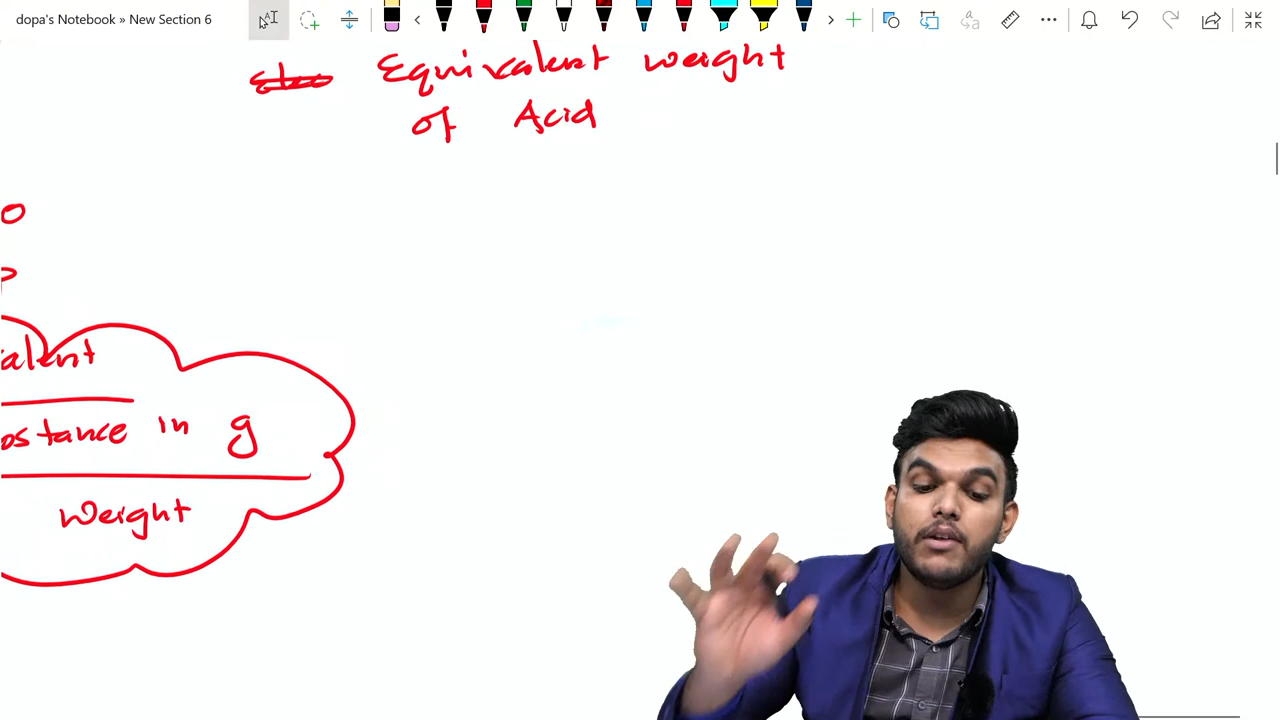 dopa's Notebook » New Section 6
Equivalent weight
of Acid
alent
ostance in g
Weight